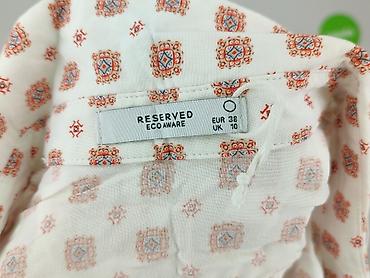 RESERVED
ECO AWARE
EUR 38
UK 10